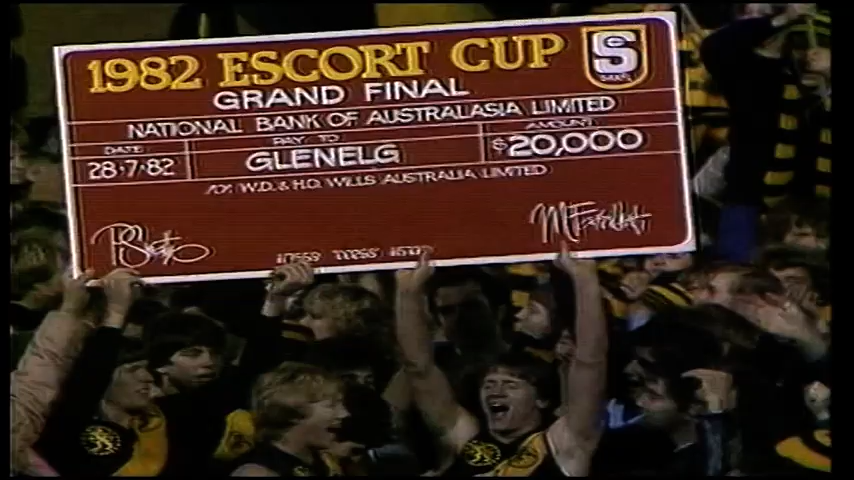 1982 ESCORT CUP
S
SANFL
GRAND FINAL
NATIONAL BANK OF AUSTRALASIA LIMITED
DATE PAY TO AMOUNT
28·7·82 GLENELG $20,000
W.D. & H.O. WILLS AUSTRALIA LIMITED